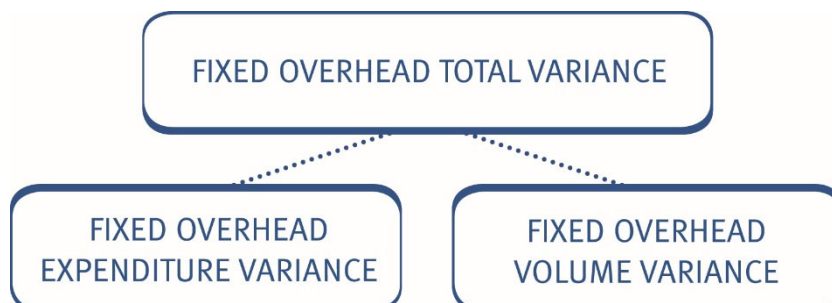 FIXED OVERHEAD TOTAL VARIANCE
FIXED OVERHEAD
EXPENDITURE VARIANCE
FIXED OVERHEAD
VOLUME VARIANCE